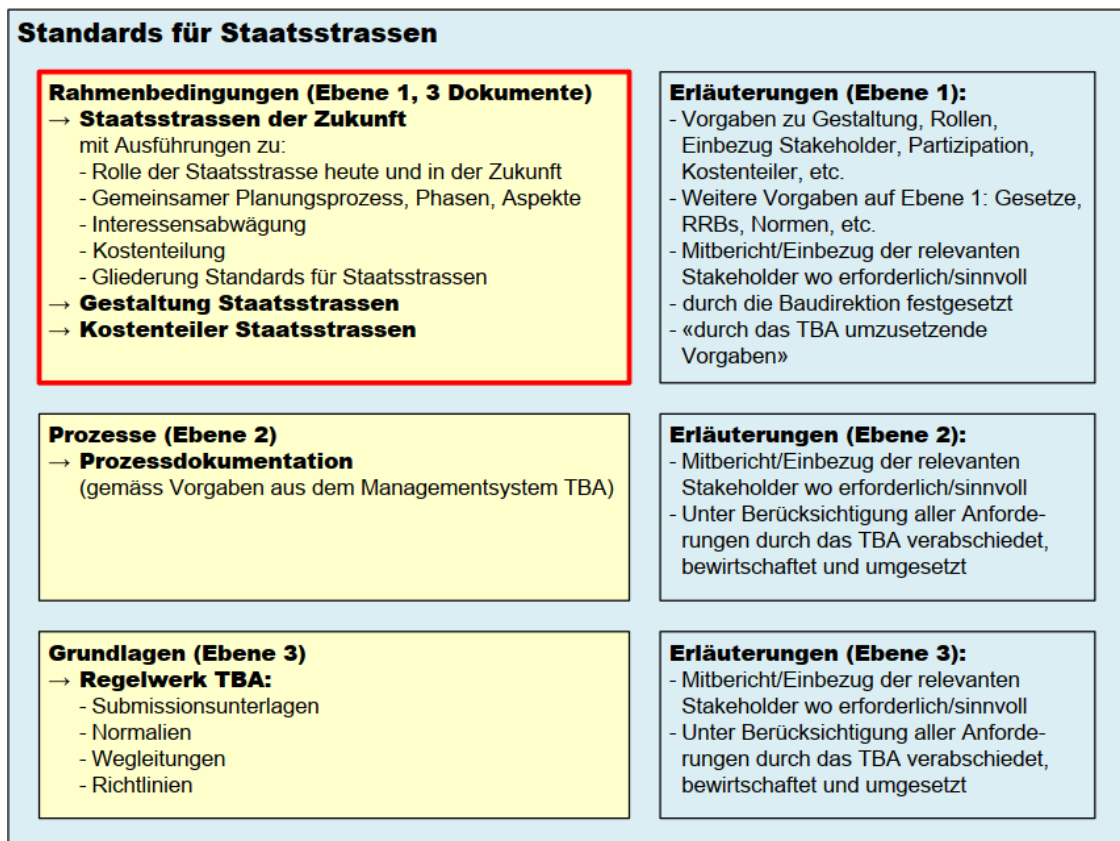 Standards für Staatsstrassen
Rahmenbedingungen (Ebene 1, 3 Dokumente)
→ Staatsstrassen der Zukunft
mit Ausführungen zu:
- Rolle der Staatsstrasse heute und in der Zukunft
- Gemeinsamer Planungsprozess, Phasen, Aspekte
- Interessensabwägung
- Kostenteilung
- Gliederung Standards für Staatsstrassen
→ Gestaltung Staatsstrassen
→ Kostenteiler Staatsstrassen
Erläuterungen (Ebene 1):
- Vorgaben zu Gestaltung, Rollen,
Einbezug Stakeholder, Partizipation,
Kostenteiler, etc.
- Weitere Vorgaben auf Ebene 1: Gesetze,
RRBs, Normen, etc.
- Mitbericht/Einbezug der relevanten
Stakeholder wo erforderlich/sinnvoll
- durch die Baudirektion festgesetzt
- «durch das TBA umzusetzende
Vorgaben»
Prozesse (Ebene 2)
→ Prozessdokumentation
(gemäss Vorgaben aus dem Managementsystem TBA)
Erläuterungen (Ebene 2):
- Mitbericht/Einbezug der relevanten
Stakeholder wo erforderlich/sinnvoll
- Unter Berücksichtigung aller Anforde-
rungen durch das TBA verabschiedet,
bewirtschaftet und umgesetzt
Grundlagen (Ebene 3)
→ Regelwerk TBA:
- Submissionsunterlagen
- Normalien
- Wegleitungen
- Richtlinien
Erläuterungen (Ebene 3):
- Mitbericht/Einbezug der relevanten
Stakeholder wo erforderlich/sinnvoll
- Unter Berücksichtigung aller Anforde-
rungen durch das TBA verabschiedet,
bewirtschaftet und umgesetzt